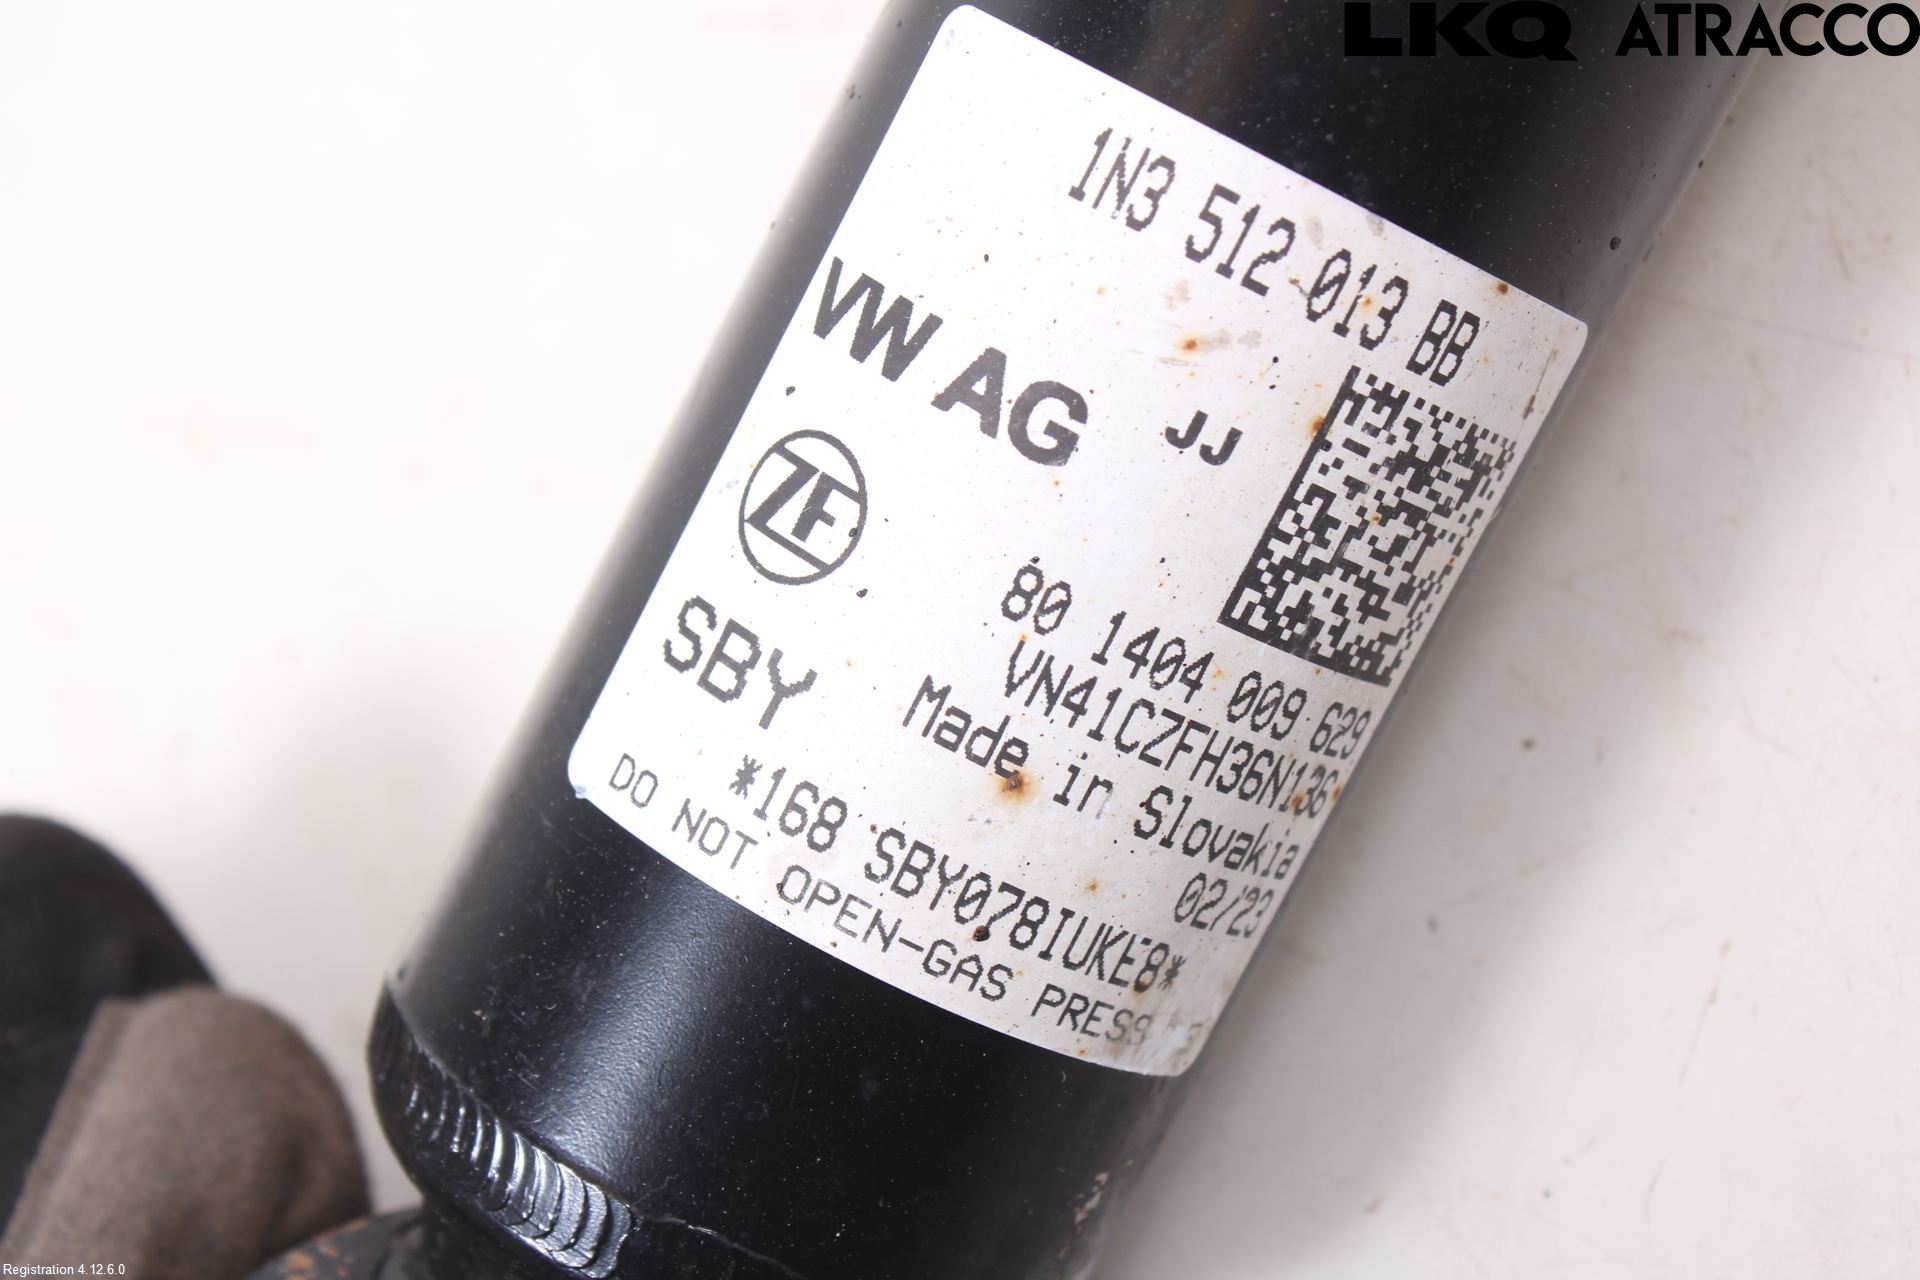 LKQ ATRACCO
1N3 512 013 BB
VW AG JJ
ZF
80 1404 009 629
SBY
VN41CZFH36N136
Made in Slovakia
02/23
*168 SBY078IUKE8*
DO NOT OPEN-GAS PRESS
Registration 4.12.6.0